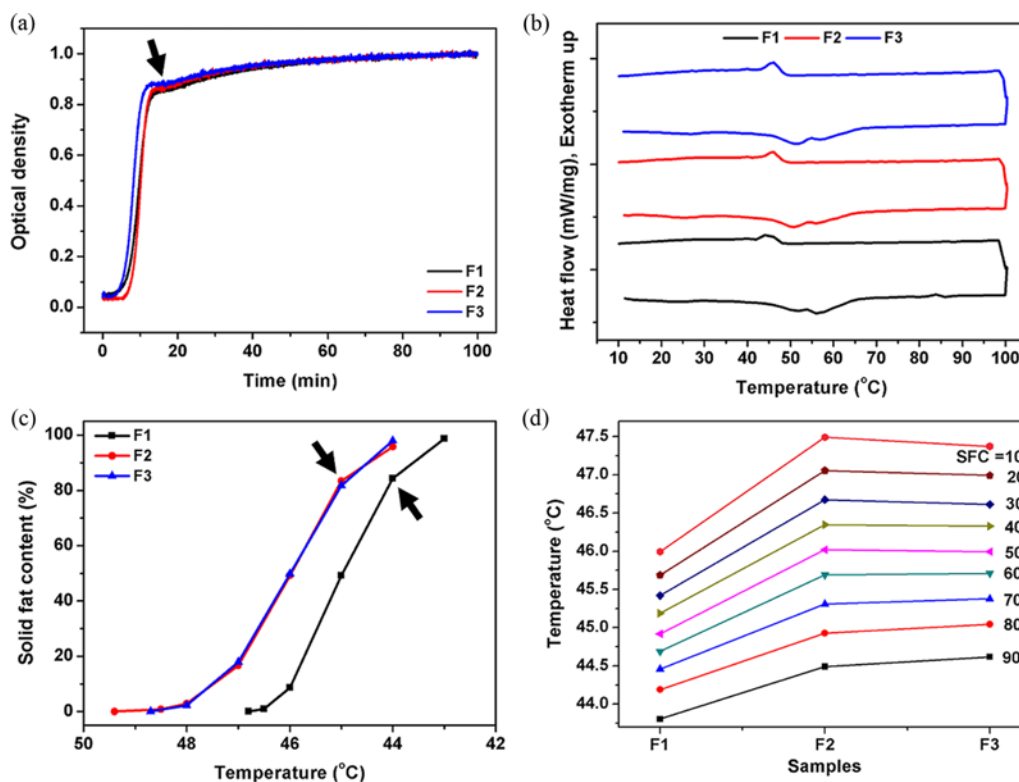 (a)
Optical density
1.0
0.8
0.6
0.4
0.2
0.0
F1
F2
F3
0 20 40 60 80 100
Time (min)
(b)
F1 F2 F3
Heat flow (mW/mg), Exotherm up
10 20 30 40 50 60 70 80 90 100
Temperature (°C)
(c)
Solid fat content (%)
100
80
60
40
20
0
F1
F2
F3
50 48 46 44 42
Temperature (°C)
(d)
Temperature (°C)
47.5
47.0
46.5
46.0
45.5
45.0
44.5
44.0
SFC =10
20
30
40
50
60
70
80
90
F1 F2 F3
Samples